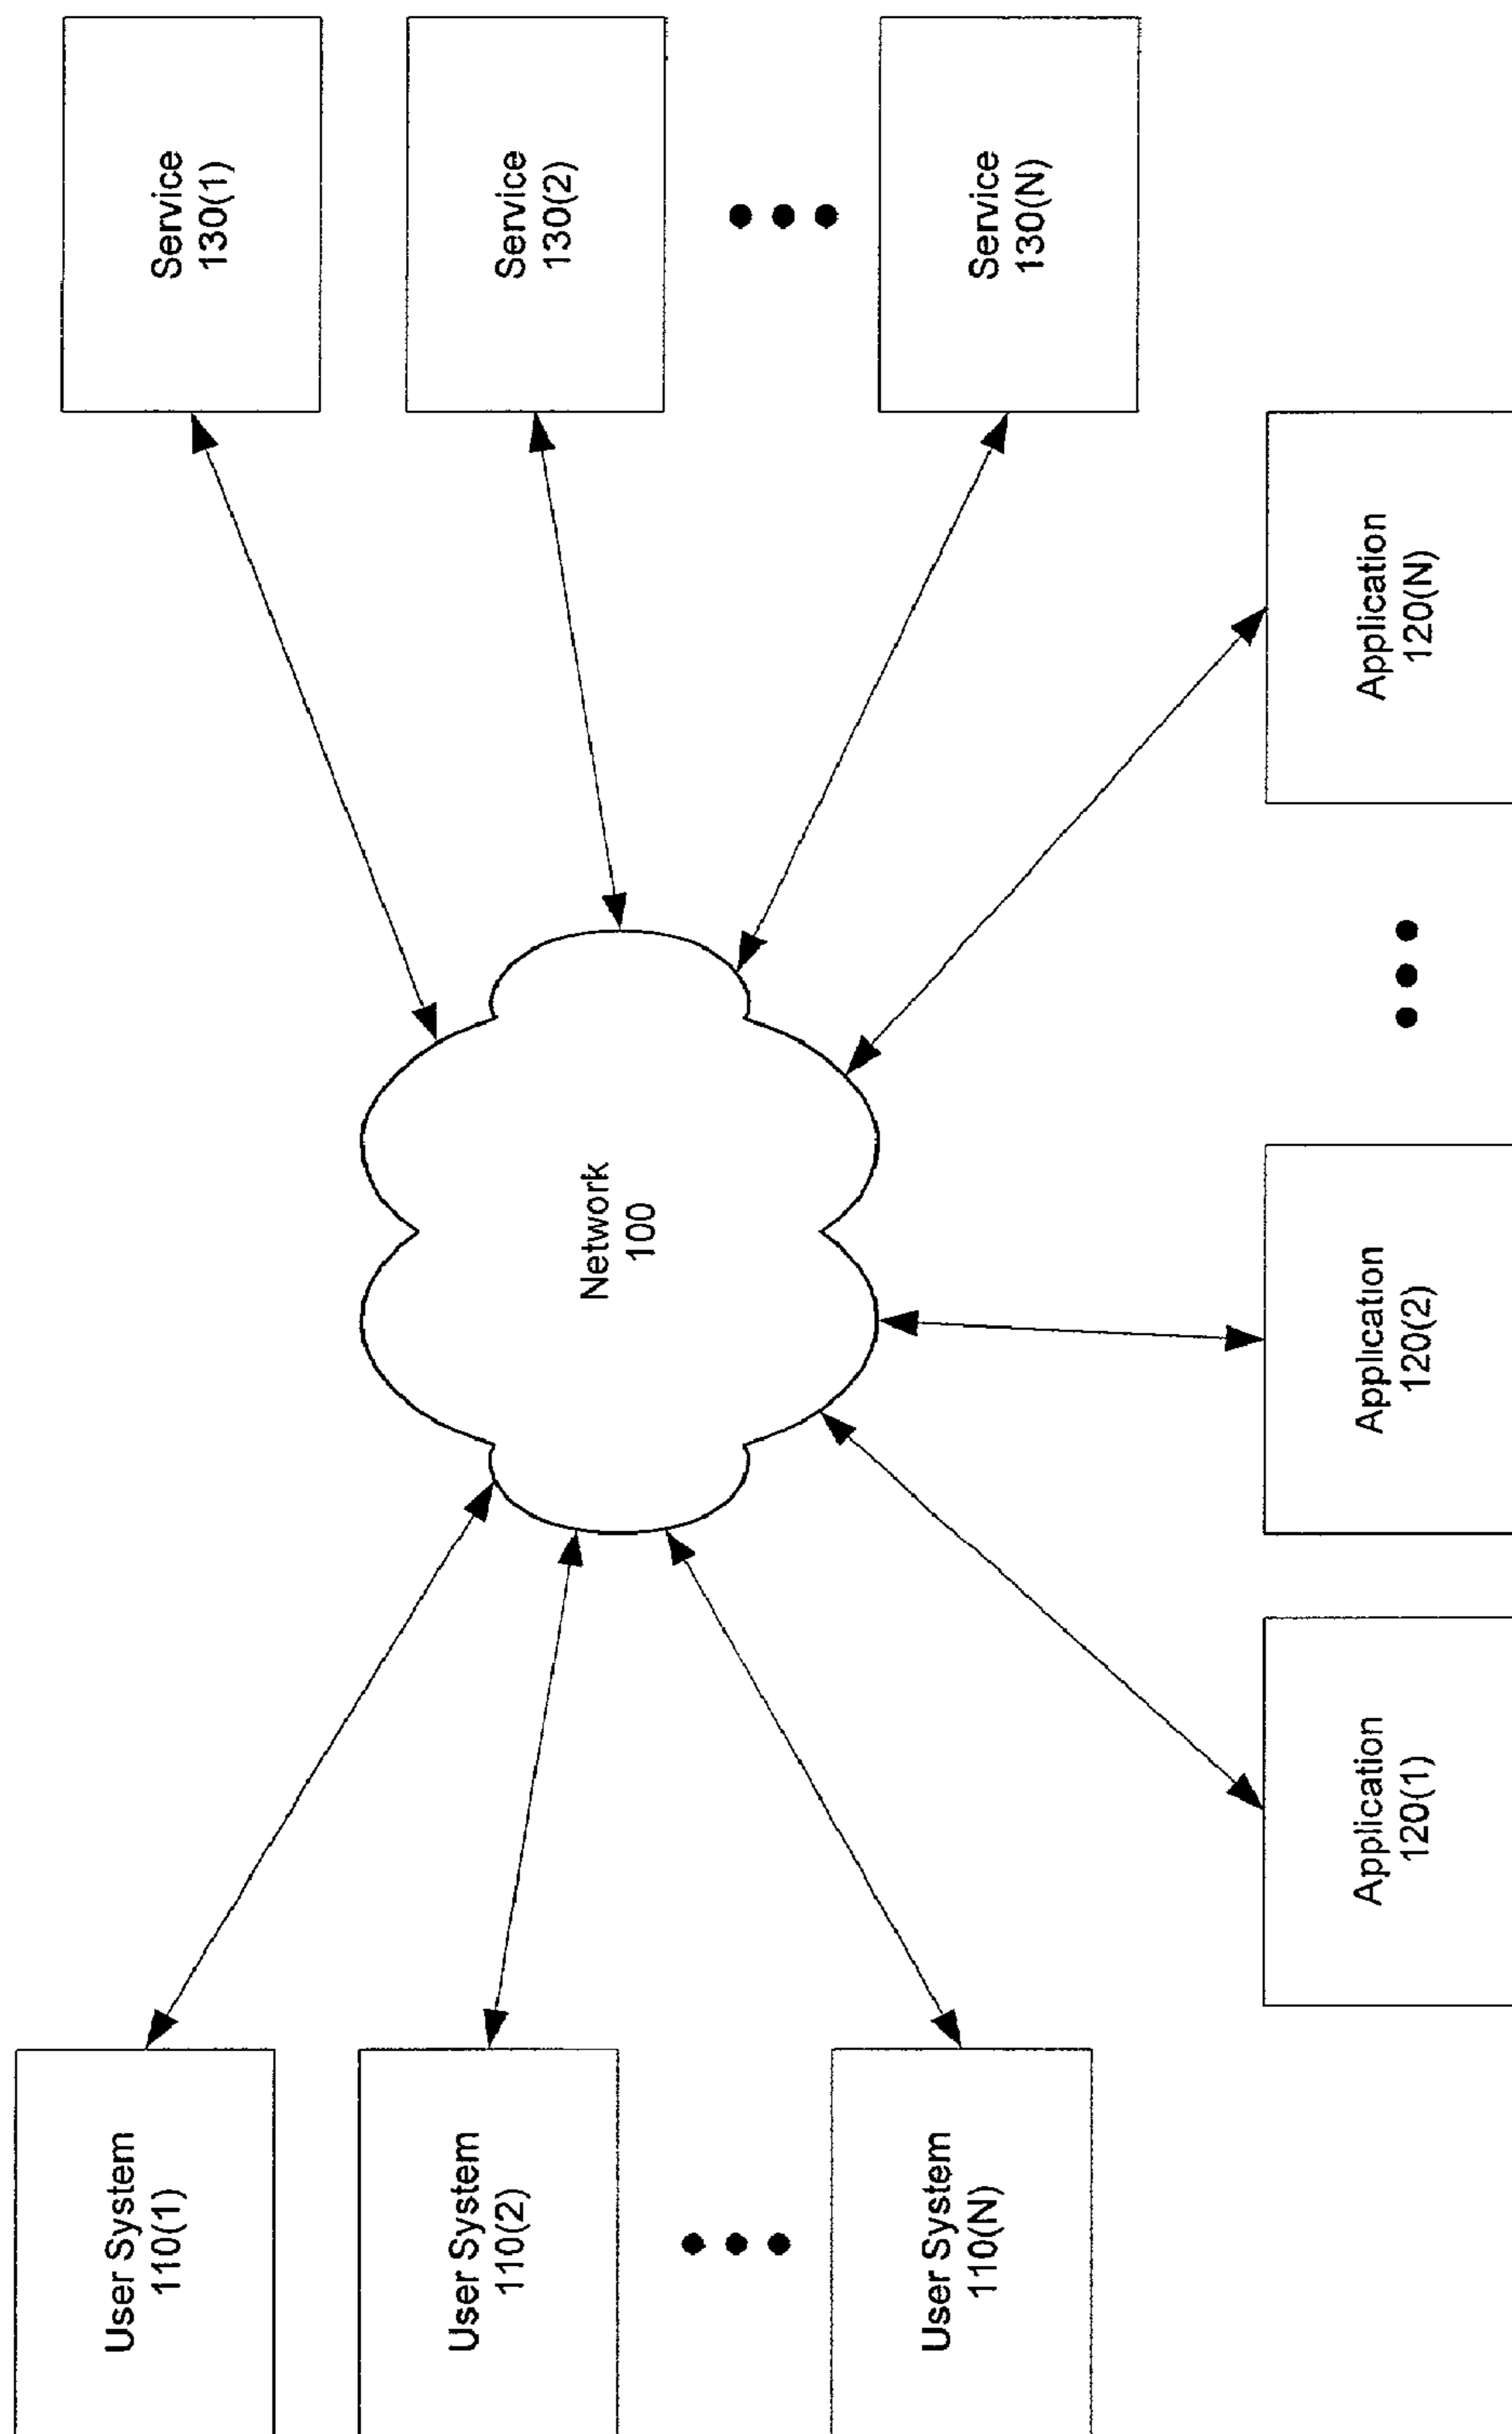 User System
110(1)
User System
110(2)
User System
110(N)
Network
100
Service
130(1)
Service
130(2)
Service
130(N)
Application
120(1)
Application
120(2)
Application
120(N)